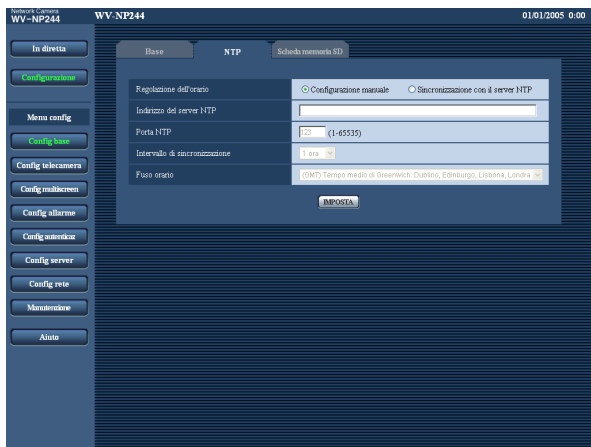 Network Camera
WV-NP244
WV-NP244
01/01/2005 0:00
In diretta
Configurazione
Menu config
Config base
Config telecamera
Config multiscreen
Config allarme
Config autenticaz
Config server
Config rete
Manutenzione
Aiuto
Base
NTP
Scheda memoria SD
Regolazione dell'orario
Configurazione manuale
Sincronizzazione con il server NTP
Indirizzo del server NTP
Porta NTP
123 (1-65535)
Intervallo di sincronizzazione
1 ora
Fuso orario
(GMT) Tempo medio di Greenwich: Dublino, Edinburgo, Lisbona, Londra
IMPOSTA